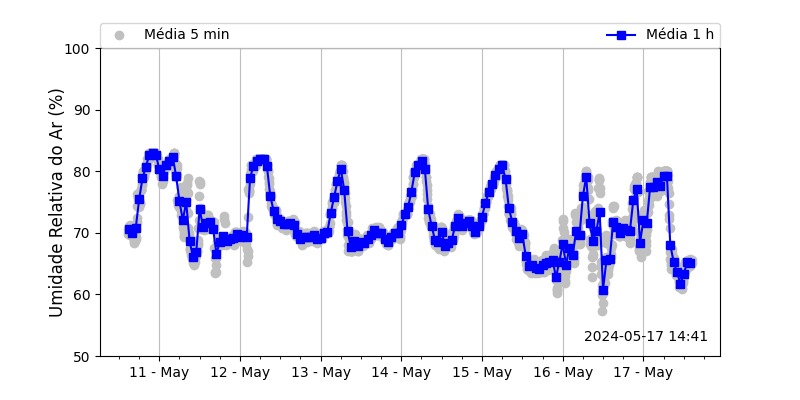 Média 5 min
Média 1 h
100
90
80
70
60
50
Umidade Relativa do Ar (%)
2024-05-17 14:41
11 - May
12 - May
13 - May
14 - May
15 - May
16 - May
17 - May